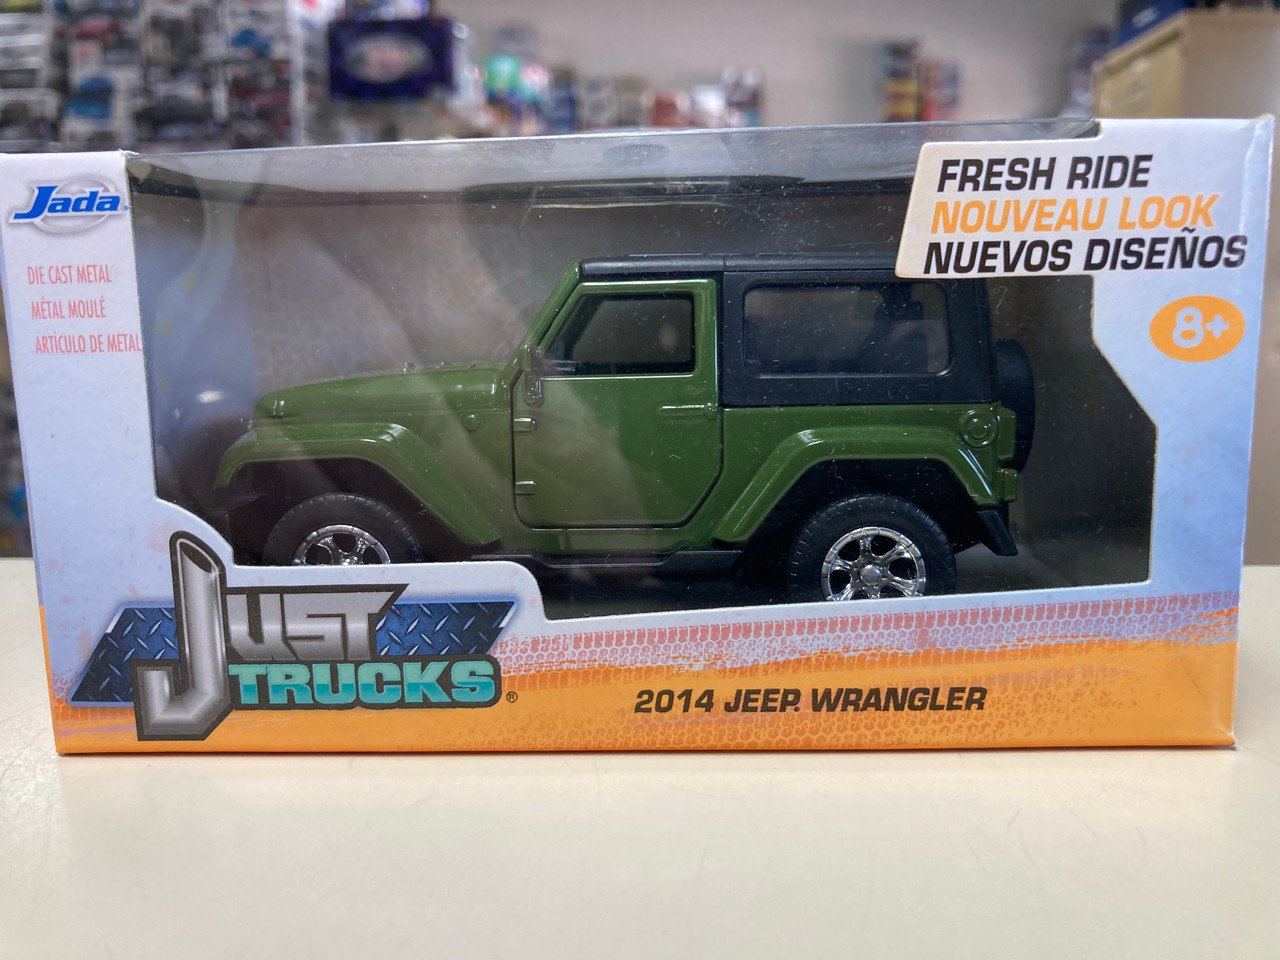 Jada
DIE CAST METAL
MÉTAL MOULÉ
ARTÍCULO DE METAL
FRESH RIDE
NOUVEAU LOOK
NUEVOS DISEÑOS
8+
JUST
TRUCKS®
2014 JEEP WRANGLER